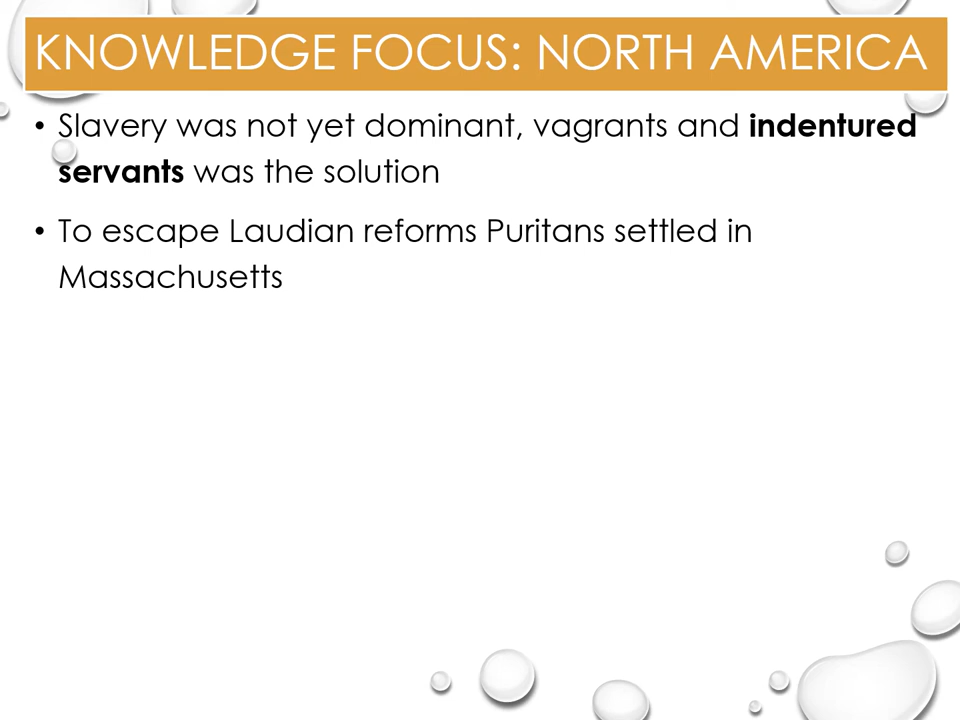 KNOWLEDGE FOCUS: NORTH AMERICA
• Slavery was not yet dominant, vagrants and indentured
servants was the solution
• To escape Laudian reforms Puritans settled in
Massachusetts